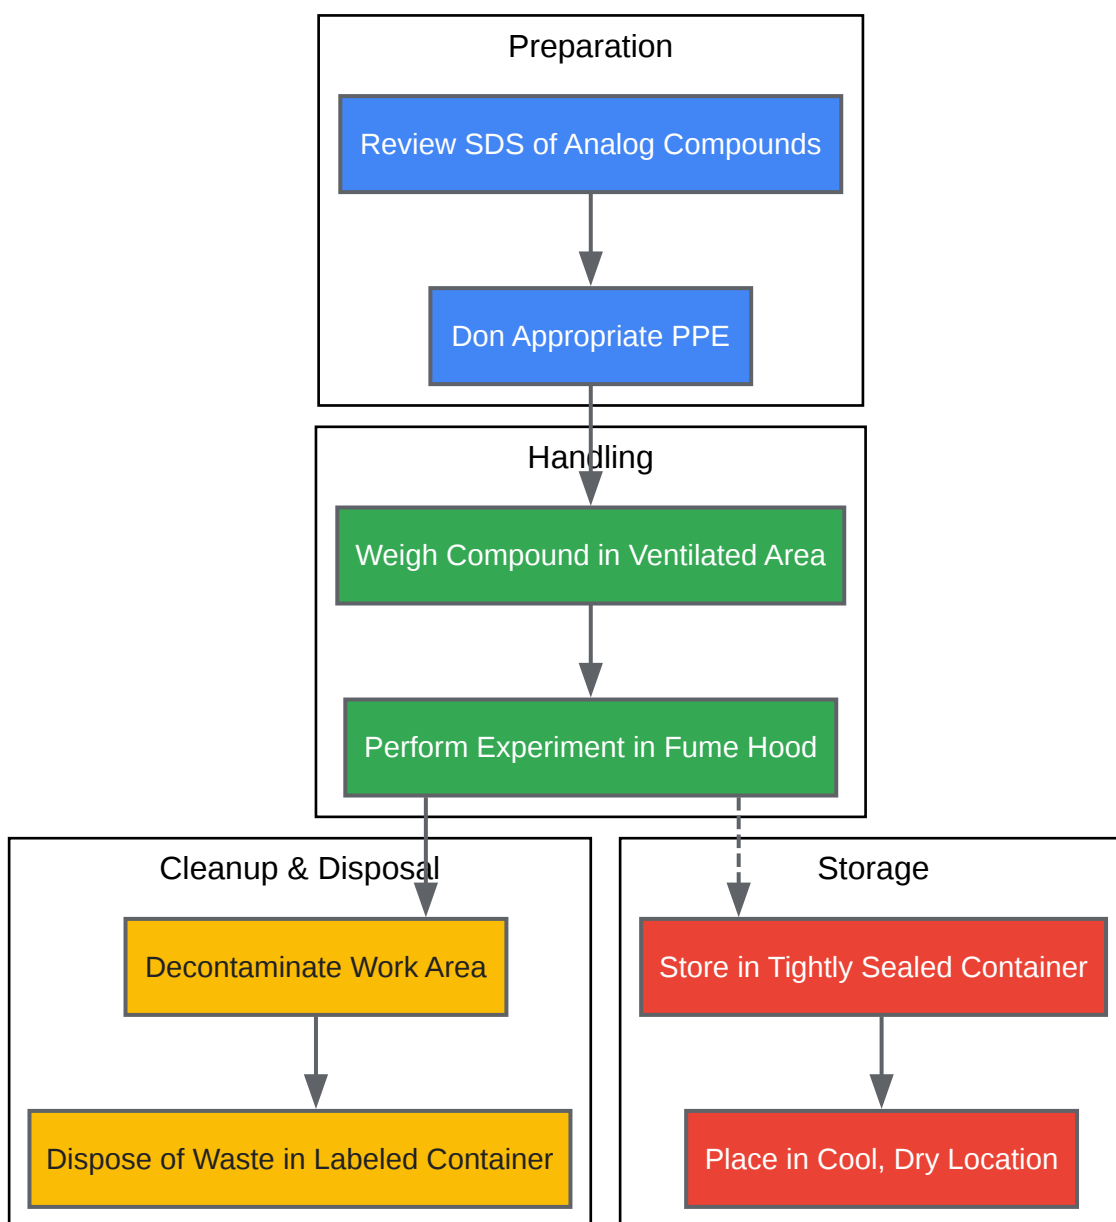 Preparation
Review SDS of Analog Compounds
Don Appropriate PPE
Handling
Weigh Compound in Ventilated Area
Perform Experiment in Fume Hood
Cleanup & Disposal
Decontaminate Work Area
Dispose of Waste in Labeled Container
Storage
Store in Tightly Sealed Container
Place in Cool, Dry Location